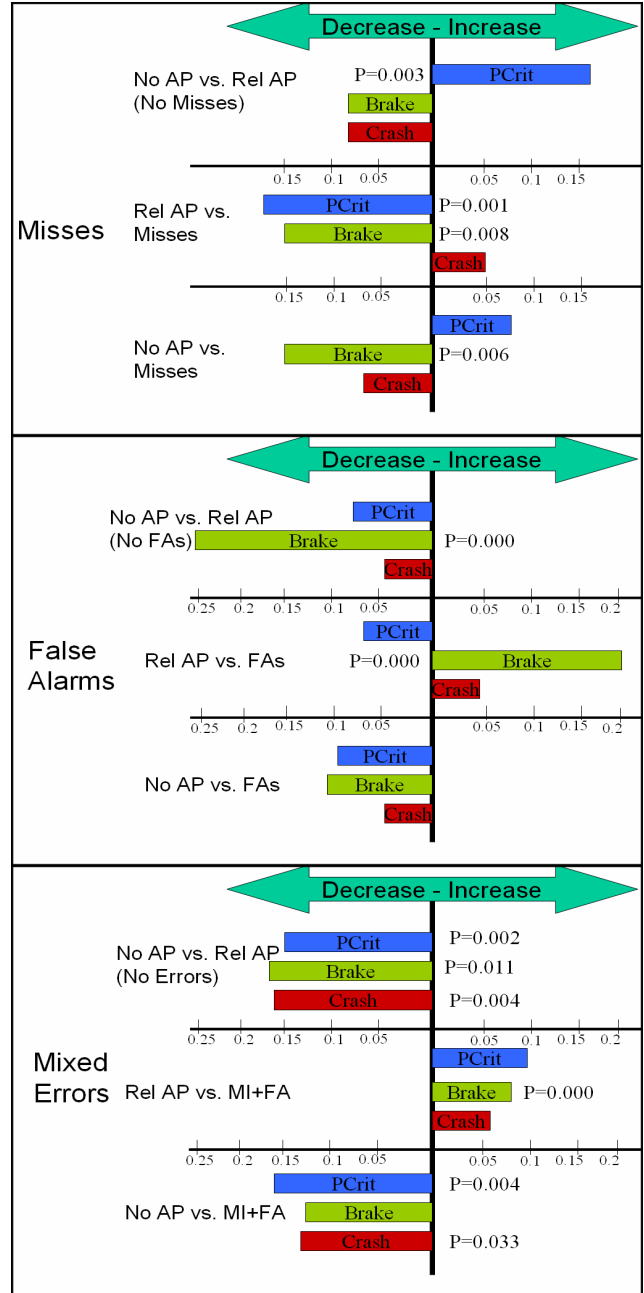 Decrease - Increase
No AP vs. Rel AP P=0.003 PCrit
(No Misses) Brake
Crash
0.15 0.1 0.05 0.05 0.1 0.15
Misses
Rel AP vs. PCrit P=0.001
Misses Brake P=0.008
Crash
0.15 0.1 0.05 0.05 0.1 0.15
PCrit
No AP vs. Brake P=0.006
Misses Crash
Decrease - Increase
No AP vs. Rel AP PCrit
(No FAs) Brake P=0.000
Crash
0.25 0.2 0.15 0.1 0.05 0.05 0.1 0.15 0.2
False
Alarms
PCrit
Rel AP vs. FAs P=0.000 Brake
Crash
0.25 0.2 0.15 0.1 0.05 0.05 0.1 0.15 0.2
PCrit
No AP vs. FAs Brake
Crash
Decrease - Increase
No AP vs. Rel AP PCrit P=0.002
(No Errors) Brake P=0.011
Crash P=0.004
0.25 0.2 0.15 0.1 0.05 0.05 0.1 0.15 0.2
Mixed
Errors
PCrit
Rel AP vs. MI+FA Brake P=0.000
Crash
0.25 0.2 0.15 0.1 0.05 0.05 0.1 0.15 0.2
PCrit P=0.004
No AP vs. MI+FA Brake
Crash P=0.033